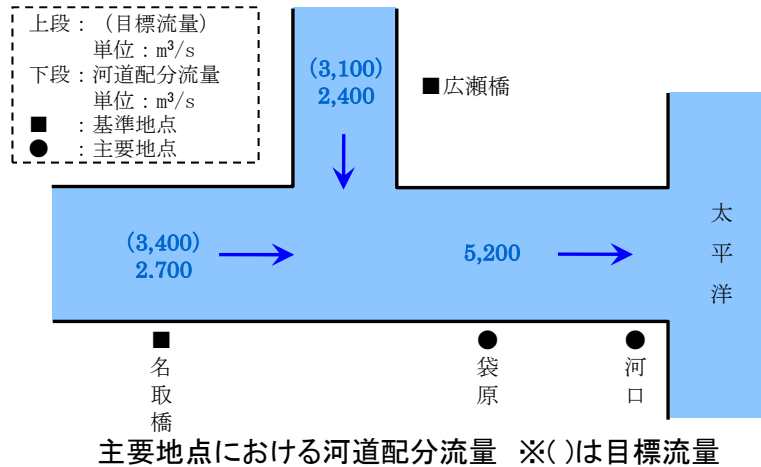 上段：（目標流量）
単位：m³/s
下段：河道配分流量
単位：m³/s
■：基準地点
●：主要地点
(3,100)
2,400
■広瀬橋
(3,400)
2.700
5,200
太平洋
■
名取橋
●
袋原
●
河口
主要地点における河道配分流量 ※( )は目標流量